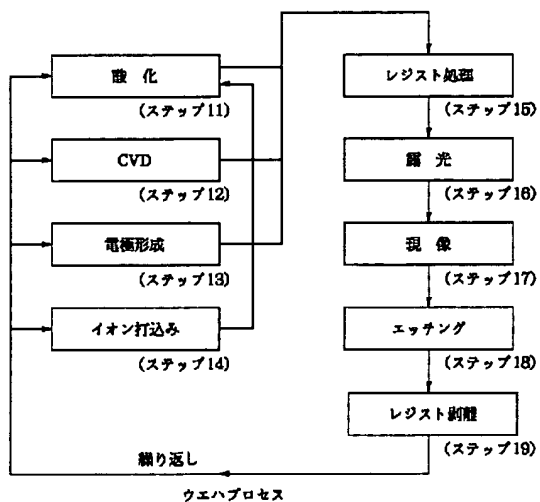 酸 化
(ステップ11)
CVD
(ステップ12)
電極形成
(ステップ13)
イオン打込み
(ステップ14)
レジスト処理
(ステップ15)
露 光
(ステップ16)
現 像
(ステップ17)
エッチング
(ステップ18)
レジスト剥離
(ステップ19)
繰り返し
ウエハプロセス